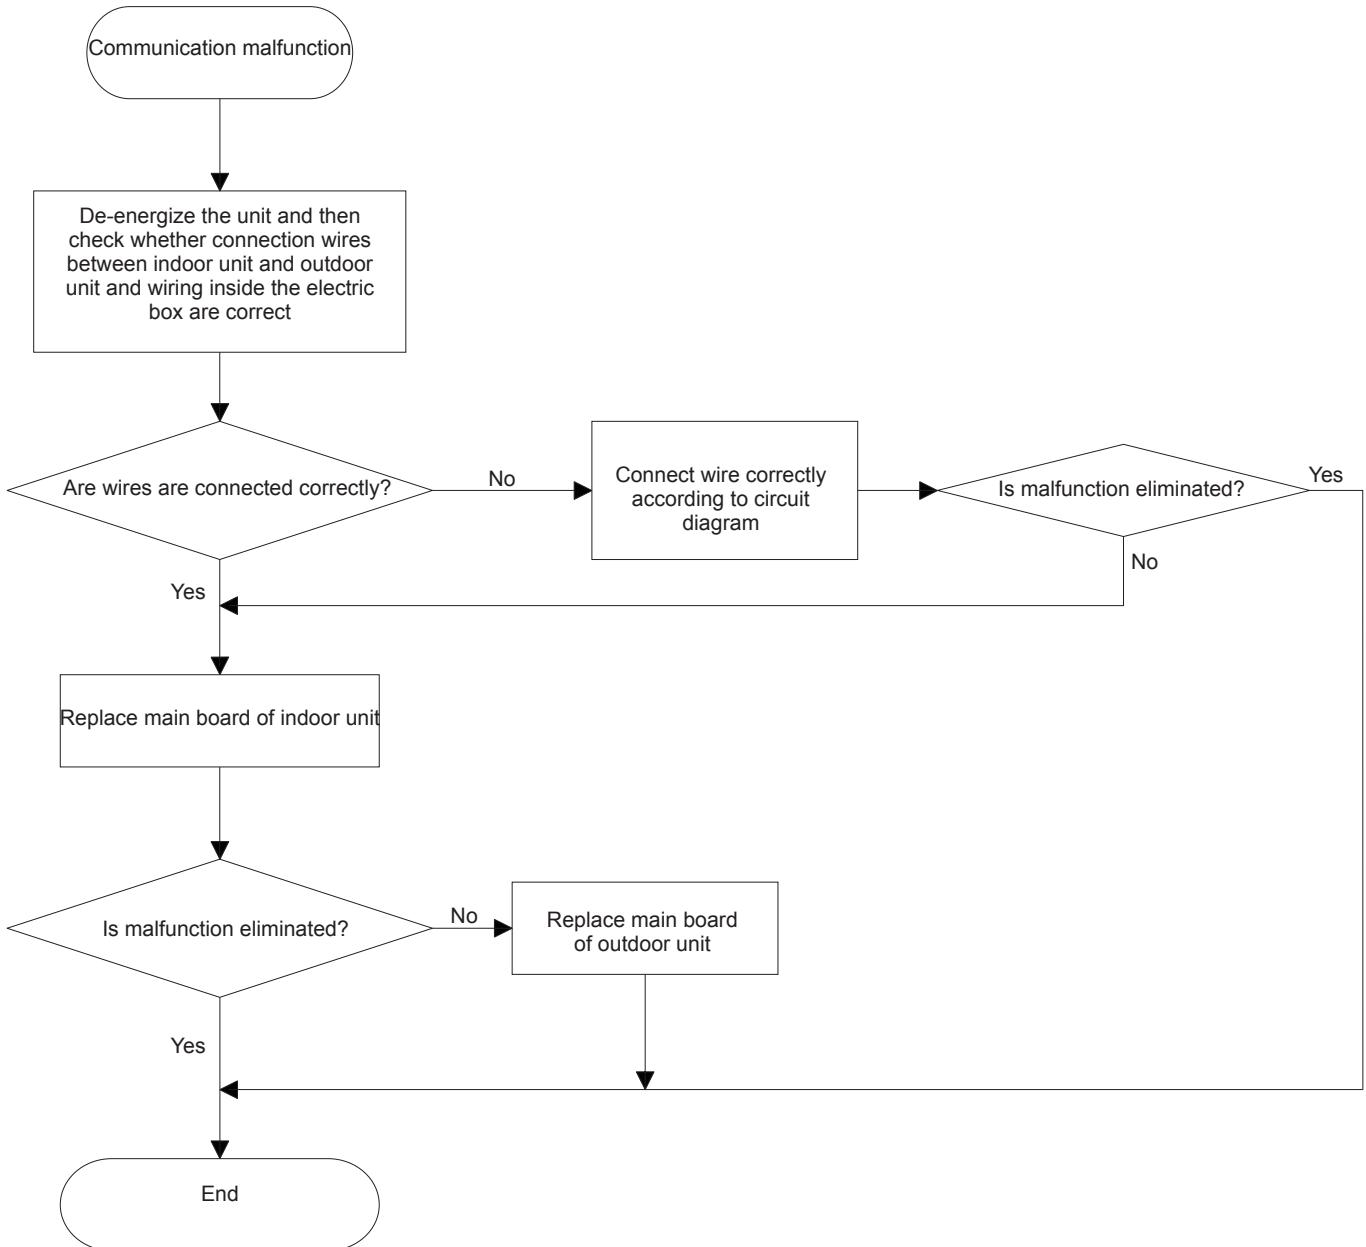 Communication malfunction
De-energize the unit and then
check whether connection wires
between indoor unit and outdoor
unit and wiring inside the electric
box are correct
Are wires are connected correctly?
No
Connect wire correctly
according to circuit
diagram
Is malfunction eliminated?
Yes
No
Yes
Replace main board of indoor unit
Is malfunction eliminated?
No
Replace main board
of outdoor unit
Yes
End